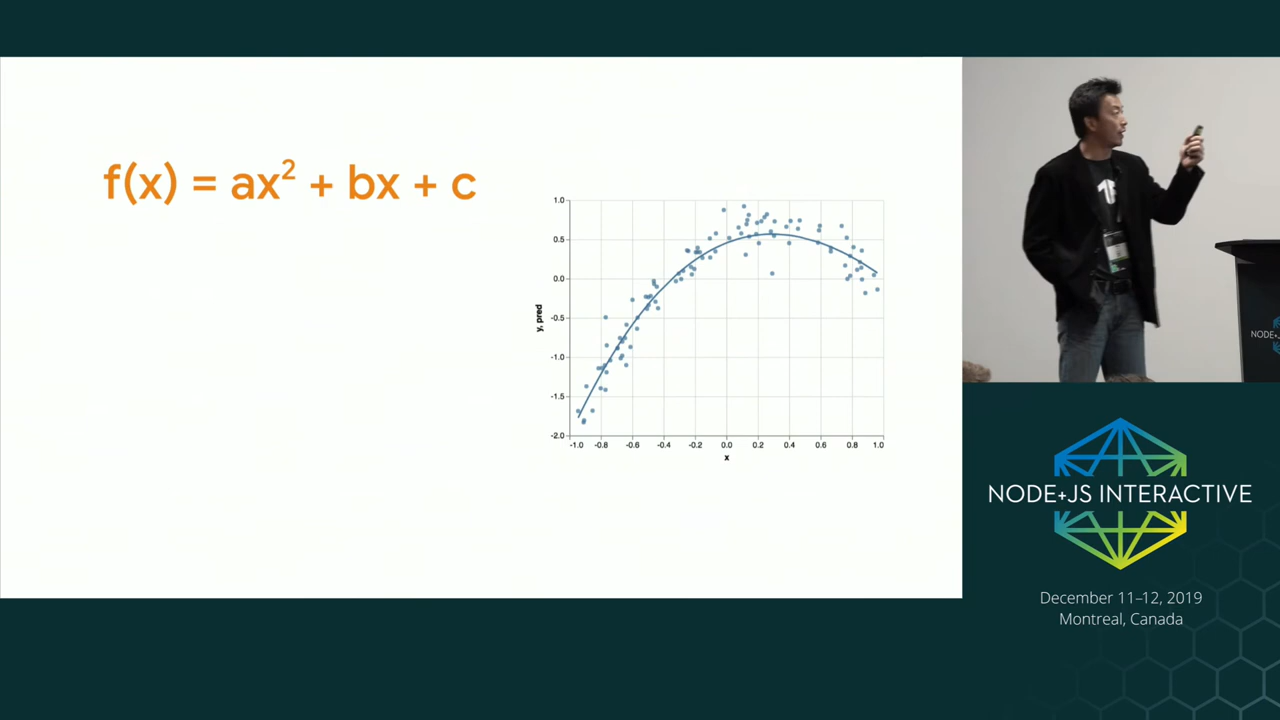 f(x) = ax² + bx + c
1.0
0.5
0.0
-0.5
-1.0
-1.5
-2.0
y, pred
-1.0 -0.8 -0.6 -0.4 -0.2 0.0 0.2 0.4 0.6 0.8 1.0
x
NODE+JS INTERACTIVE
December 11–12, 2019
Montreal, Canada